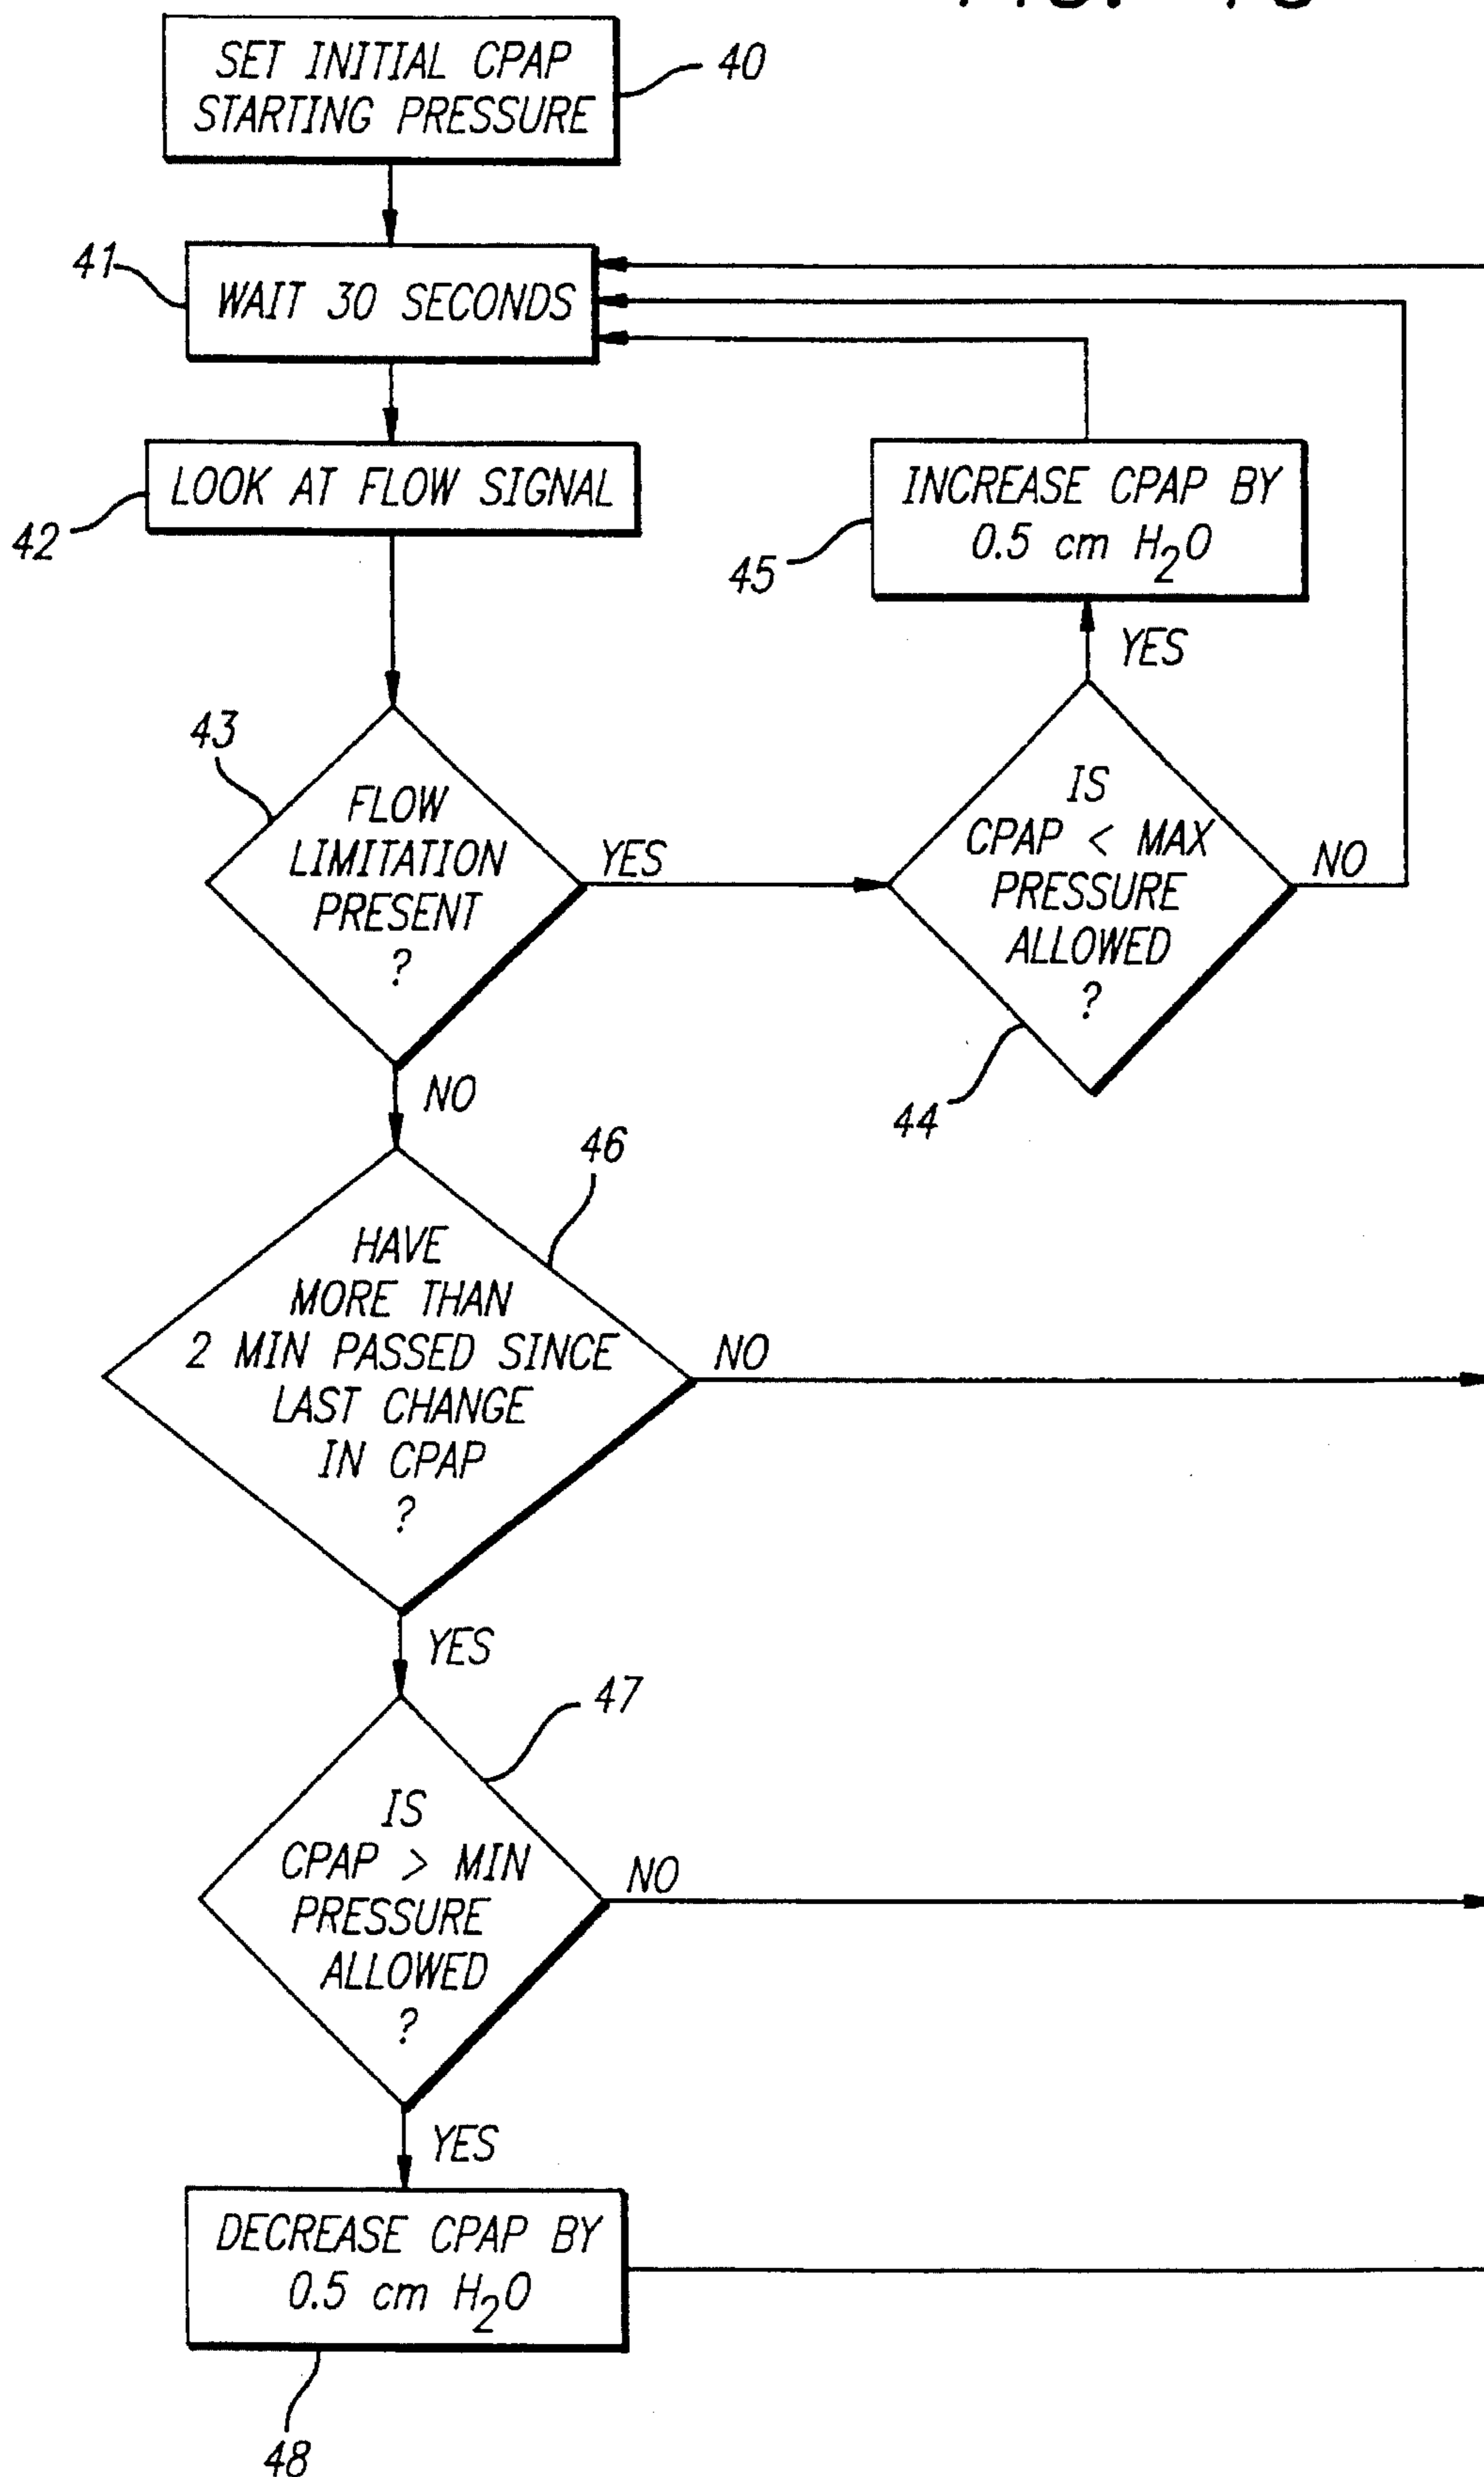 SET INITIAL CPAP
STARTING PRESSURE
40
41
WAIT 30 SECONDS
LOOK AT FLOW SIGNAL
42
INCREASE CPAP BY
0.5 cm H₂O
45
YES
43
FLOW
LIMITATION
PRESENT
?
YES
IS
CPAP < MAX
PRESSURE
ALLOWED
?
NO
44
NO
46
HAVE
MORE THAN
2 MIN PASSED SINCE
LAST CHANGE
IN CPAP
?
NO
YES
47
IS
CPAP > MIN
PRESSURE
ALLOWED
?
NO
YES
DECREASE CPAP BY
0.5 cm H₂O
48